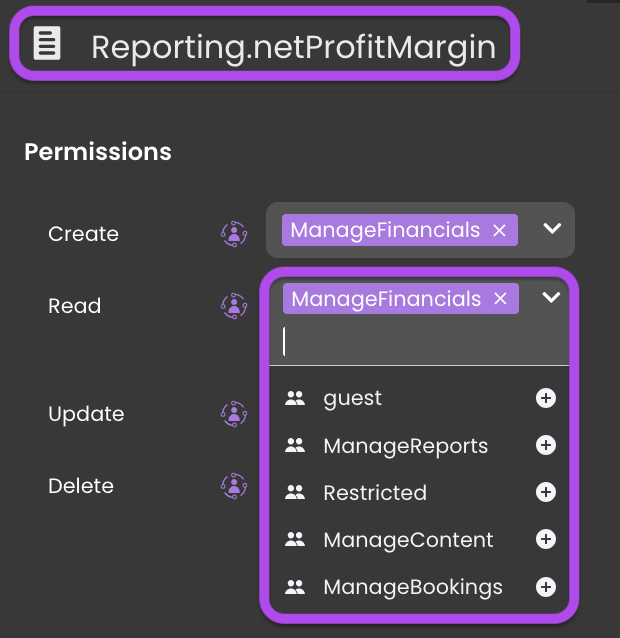 Reporting.netProfitMargin
Permissions
Create
ManageFinancials
Read
ManageFinancials
guest
ManageReports
Update
Restricted
Delete
ManageContent
ManageBookings